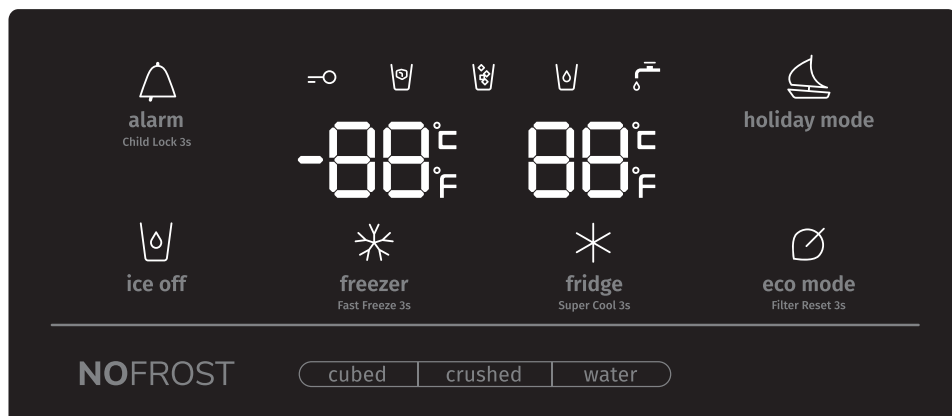 alarm
Child Lock 3s
-88°C °F
88°C °F
holiday mode
ice off
freezer
Fast Freeze 3s
fridge
Super Cool 3s
eco mode
Filter Reset 3s
NOFROST
cubed
crushed
water